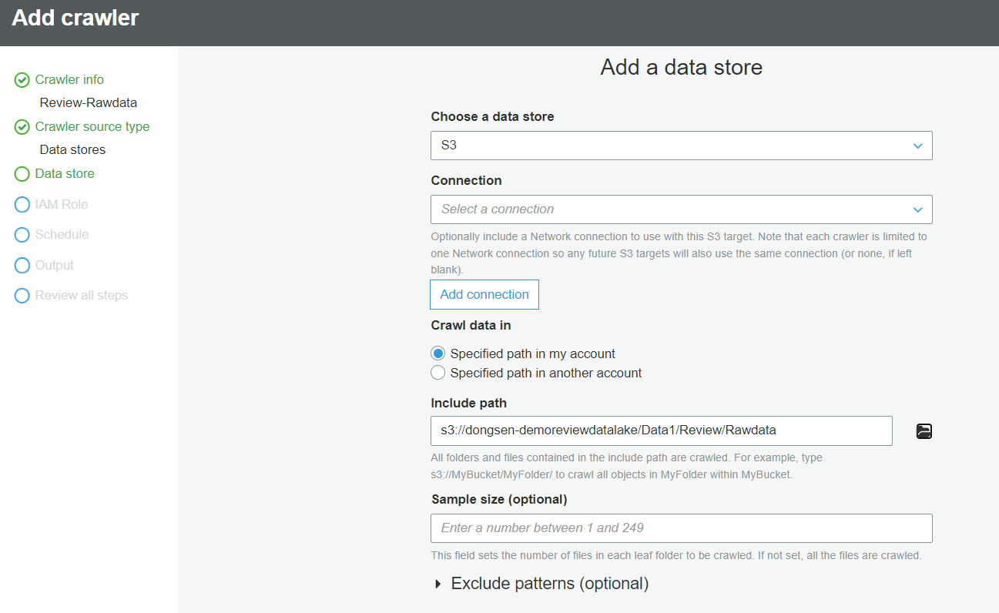 Add crawler
Crawler info
Review-Rawdata
Crawler source type
Data stores
Data store
IAM Role
Schedule
Output
Review all steps
Add a data store
Choose a data store
S3
Connection
Select a connection
Optionally include a Network connection to use with this S3 target. Note that each crawler is limited to
one Network connection so any future S3 targets will also use the same connection (or none, if left
blank).
Add connection
Crawl data in
Specified path in my account
Specified path in another account
Include path
s3://dongsen-demoreviewdatalake/Data1/Review/Rawdata
All folders and files contained in the include path are crawled. For example, type
s3://MyBucket/MyFolder/ to crawl all objects in MyFolder within MyBucket.
Sample size (optional)
Enter a number between 1 and 249
This field sets the number of files in each leaf folder to be crawled. If not set, all the files are crawled.
Exclude patterns (optional)